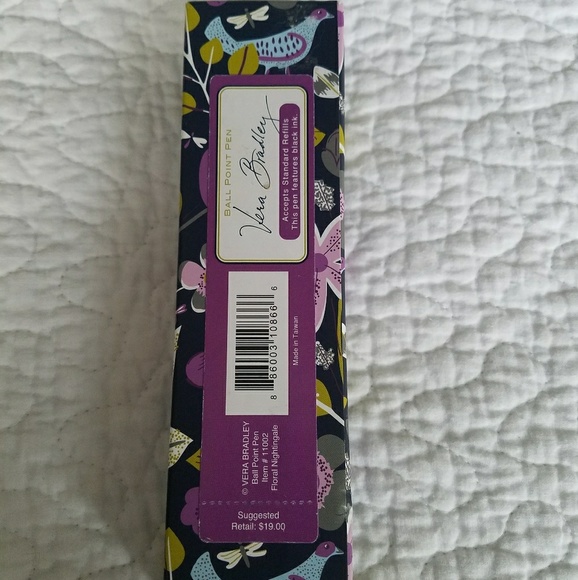 BALL POINT PEN
Vera Bradley
Accepts Standard Refills
This pen features black ink.
8 86003 10866 6
Made in Taiwan
© VERA BRADLEY
Ball Point Pen
Item # 11002
Floral Nightingale
Suggested
Retail: $19.00